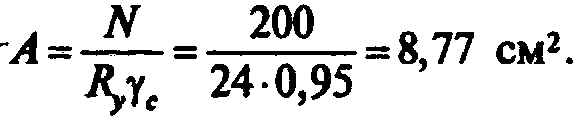 A = N / R_y γ_c = 200 / 24·0,95 = 8,77 см².